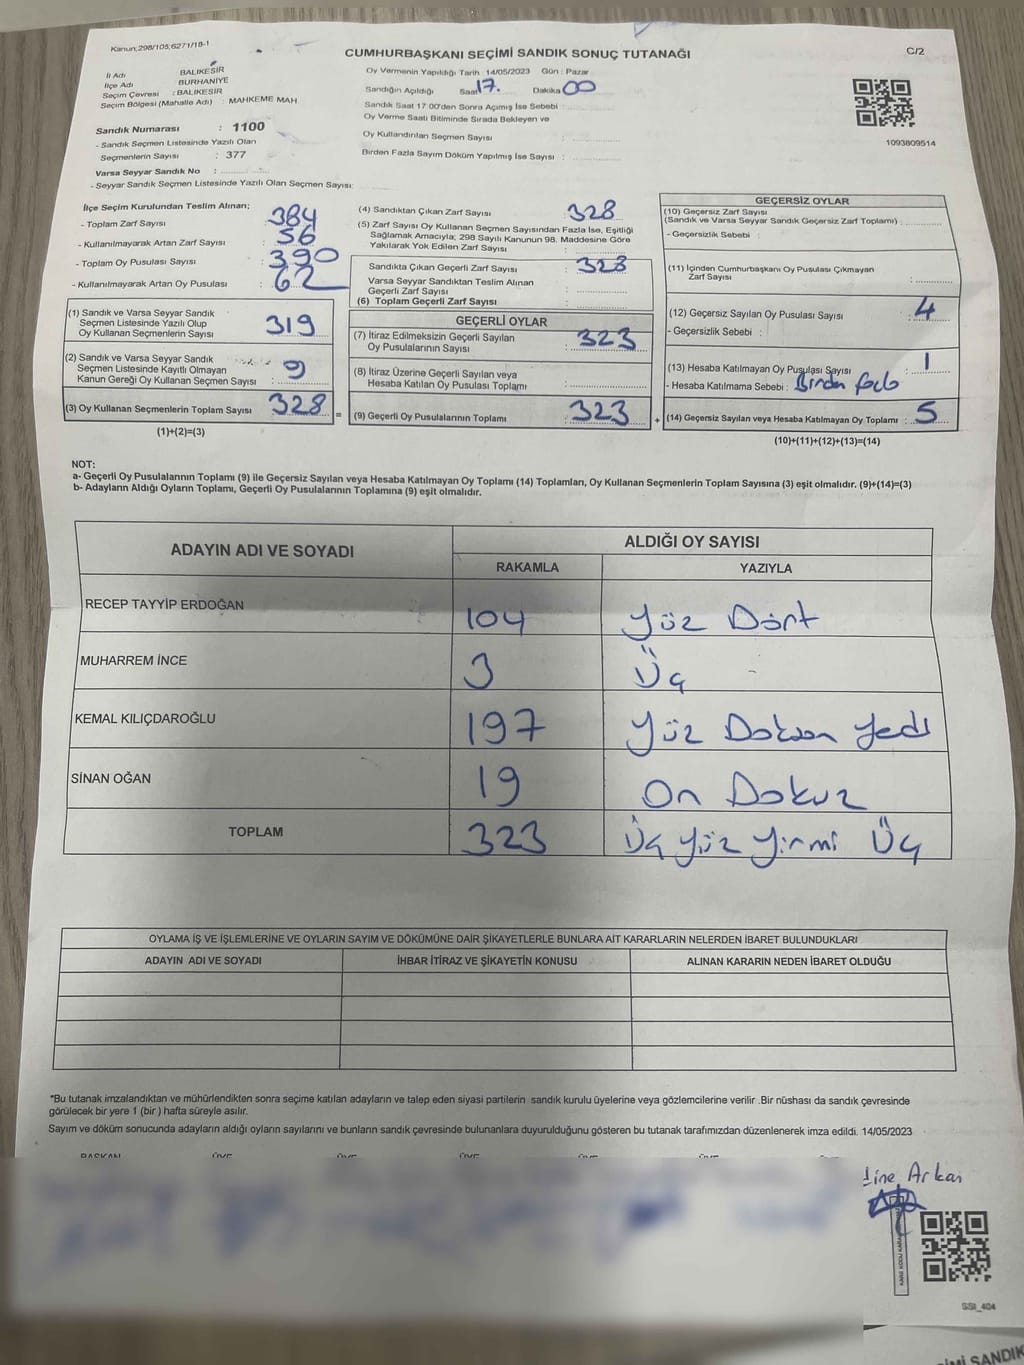 Kanun;298/105;6271/18-1
CUMHURBAŞKANI SEÇİMİ SANDIK SONUÇ TUTANAĞI
C/2
İl Adı : BALIKESİR
İlçe Adı : BURHANİYE
Seçim Çevresi : BALIKESİR
Seçim Bölgesi (Mahalle Adı) : MAHKEME MAH
Sandık Numarası : 1100
- Sandık Seçmen Listesinde Yazılı Olan
Seçmenlerin Sayısı : 377
Varsa Seyyar Sandık No :
- Seyyar Sandık Seçmen Listesinde Yazılı Olan Seçmen Sayısı:
Oy Vermenin Yapıldığı Tarih 14/05/2023 Gün : Pazar
Sandığın Açıldığı Saat 17. Dakika 00
Sandık Saat 17:00'den Sonra Açımış İse Sebebi :
Oy Verme Saati Bitiminde Sırada Bekleyen ve
Oy Kullandırılan Seçmen Sayısı :
Birden Fazla Sayım Döküm Yapılmış İse Sayısı :
1093809514
İlçe Seçim Kurulundan Teslim Alınan;
- Toplam Zarf Sayısı : 384
- Kullanılmayarak Artan Zarf Sayısı : 56
- Toplam Oy Pusulası Sayısı : 390
- Kullanılmayarak Artan Oy Pusulası : 62
(1) Sandık ve Varsa Seyyar Sandık
Seçmen Listesinde Yazılı Olup
Oy Kullanan Seçmenlerin Sayısı : 319
(2) Sandık ve Varsa Seyyar Sandık
Seçmen Listesinde Kayıtlı Olmayan
Kanun Gereği Oy Kullanan Seçmen Sayısı : 9
(3) Oy Kullanan Seçmenlerin Toplam Sayısı : 328 =
(1)+(2)=(3)
(4) Sandıktan Çıkan Zarf Sayısı : 328
(5) Zarf Sayısı Oy Kullanan Seçmen Sayısından Fazla İse, Eşitliği
Sağlamak Amacıyla; 298 Sayılı Kanunun 98. Maddesine Göre
Yakılarak Yok Edilen Zarf Sayısı :
Sandıkta Çıkan Geçerli Zarf Sayısı : 328
Varsa Seyyar Sandıktan Teslim Alınan
Geçerli Zarf Sayısı :
(6) Toplam Geçerli Zarf Sayısı :
GEÇERLİ OYLAR
(7) İtiraz Edilmeksizin Geçerli Sayılan
Oy Pusulalarının Sayısı : 323
(8) İtiraz Üzerine Geçerli Sayılan veya
Hesaba Katılan Oy Pusulası Toplamı :
(9) Geçerli Oy Pusulalarının Toplamı : 323 +
GEÇERSİZ OYLAR
(10) Geçersiz Zarf Sayısı
(Sandık ve Varsa Seyyar Sandık Geçersiz Zarf Toplamı) :
- Geçersizlik Sebebi :
(11) İçinden Cumhurbaşkanı Oy Pusulası Çıkmayan
Zarf Sayısı :
(12) Geçersiz Sayılan Oy Pusulası Sayısı : 4
- Geçersizlik Sebebi :
(13) Hesaba Katılmayan Oy Pusulası Sayısı : 1
- Hesaba Katılmama Sebebi :
(14) Geçersiz Sayılan veya Hesaba Katılmayan Oy Toplamı : 5
(10)+(11)+(12)+(13)=(14)
NOT:
a- Geçerli Oy Pusulalarının Toplamı (9) ile Geçersiz Sayılan veya Hesaba Katılmayan Oy Toplamı (14) Toplamları, Oy Kullanan Seçmenlerin Toplam Sayısına (3) eşit olmalıdır. (9)+(14)=(3)
b- Adayların Aldığı Oyların Toplamı, Geçerli Oy Pusulalarının Toplamına (9) eşit olmalıdır.
ADAYIN ADI VE SOYADI
ALDIĞI OY SAYISI
RAKAMLA YAZIYLA
RECEP TAYYİP ERDOĞAN 104 Yüz Dört
MUHARREM İNCE 3 Üç
KEMAL KILIÇDAROĞLU 197 Yüz Doksan Yedi
SİNAN OĞAN 19 On Dokuz
TOPLAM 323 Üç Yüz Yirmi Üç
OYLAMA İŞ VE İŞLEMLERİNE VE OYLARIN SAYIM VE DÖKÜMÜNE DAİR ŞİKAYETLERLE BUNLARA AİT KARARLARIN NELERDEN İBARET BULUNDUKLARI
ADAYIN ADI VE SOYADI İHBAR İTİRAZ VE ŞİKAYETİN KONUSU ALINAN KARARIN NEDEN İBARET OLDUĞU
*Bu tutanak imzalandıktan ve mühürlendikten sonra seçime katılan adayların ve talep eden siyasi partilerin sandık kurulu üyelerine veya gözlemcilerine verilir .Bir nüshası da sandık çevresinde
görülecek bir yere 1 (bir ) hafta süreyle asılır.
Sayım ve döküm sonucunda adayların aldığı oyların sayılarını ve bunların sandık çevresinde bulunanlara duyurulduğunu gösteren bu tutanak tarafımızdan düzenlenerek imza edildi. 14/05/2023
BAŞKAN ÜYE ÜYE ÜYE ÜYE ÜYE
Arkan
SSI_404